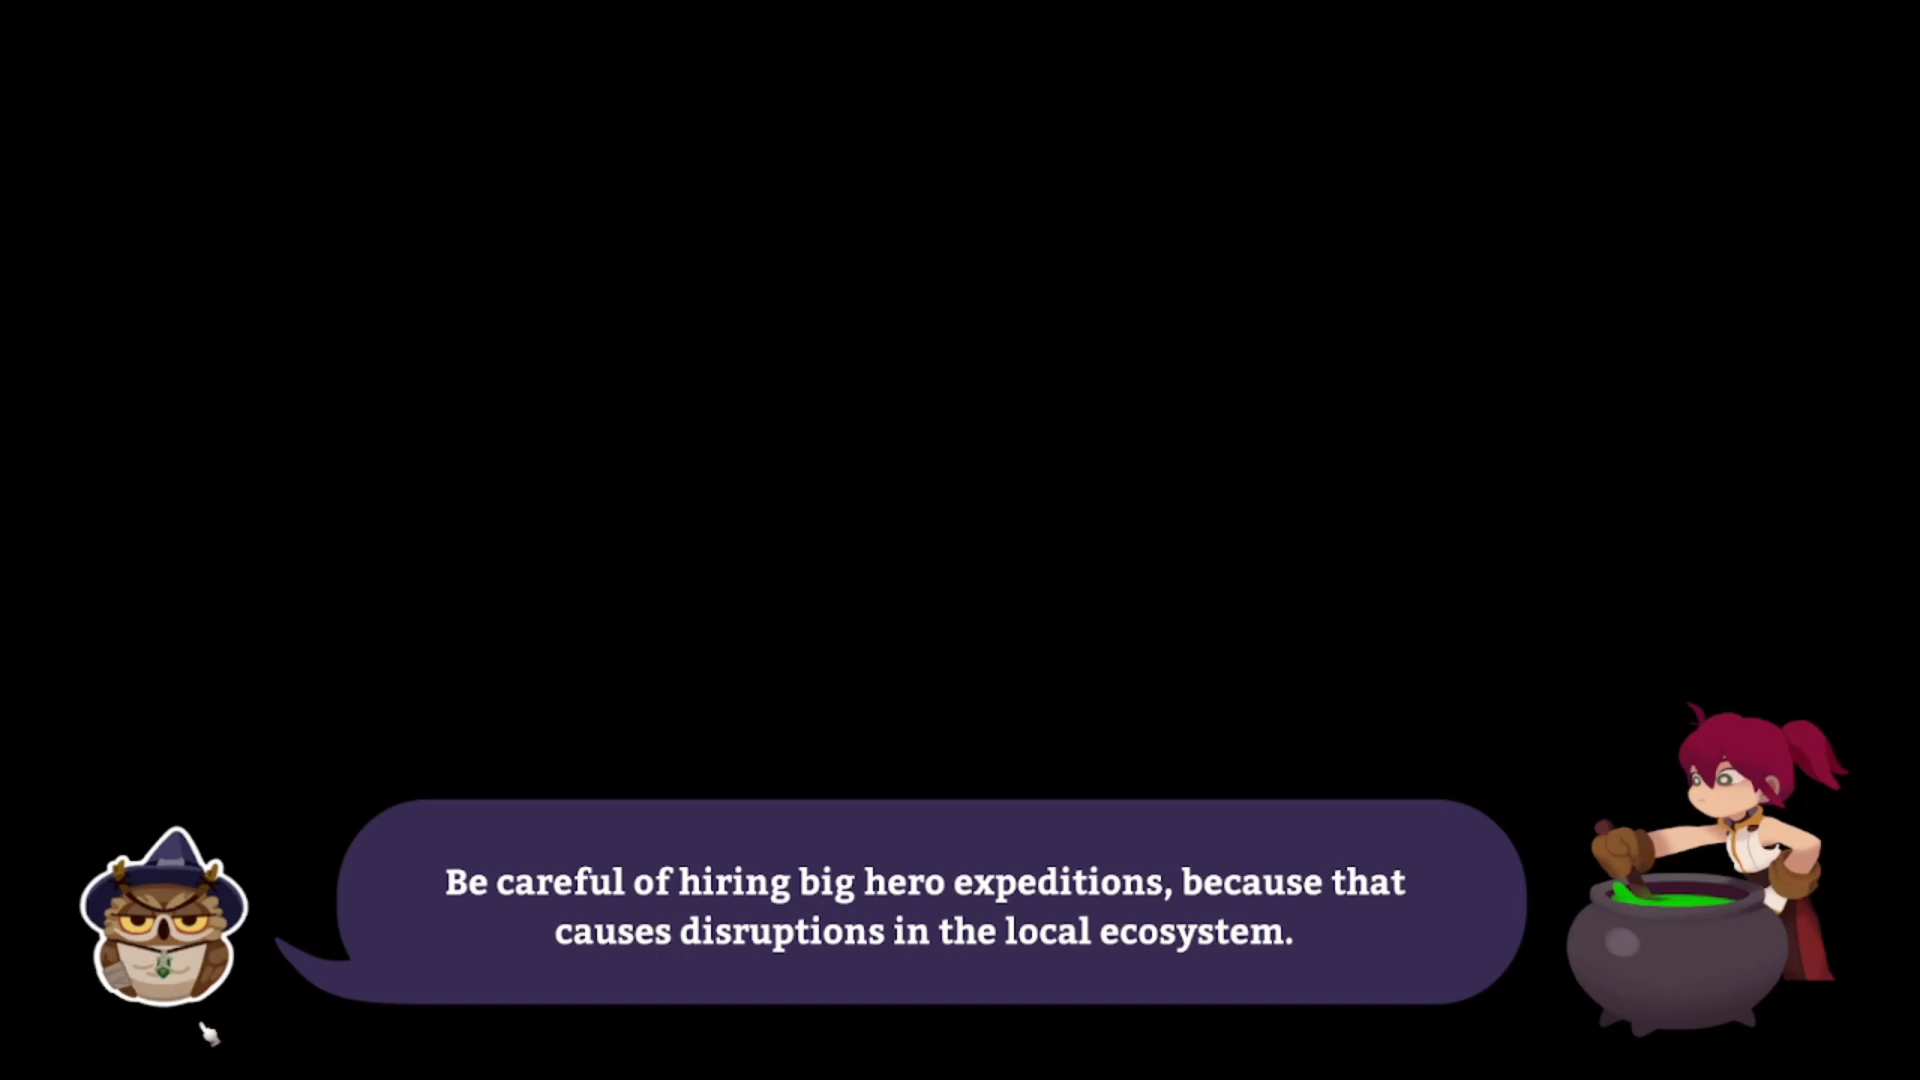 Be careful of hiring big hero expeditions, because that
causes disruptions in the local ecosystem.